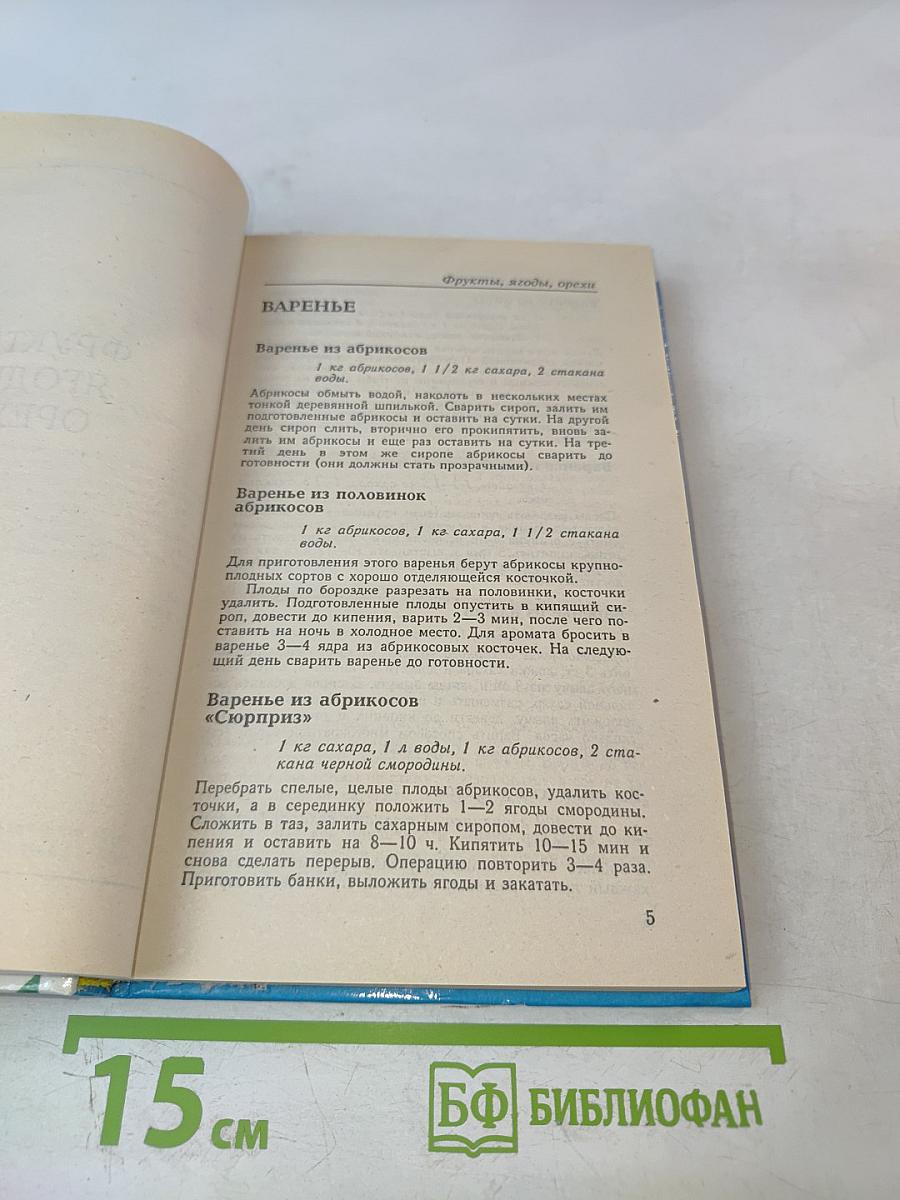 Фрукты, ягоды, орехи
ВАРЕНЬЕ
Варенье из абрикосов
1 кг абрикосов, 1 1/2 кг сахара, 2 стакана
воды.
Абрикосы обмыть водой, наколоть в нескольких местах
тонкой деревянной шпилькой. Сварить сироп, залить им
подготовленные абрикосы и оставить на сутки. На другой
день сироп слить, вторично его прокипятить, вновь за-
лить им абрикосы и еще раз оставить на сутки. На тре-
тий день в этом же сиропе абрикосы сварить до
готовности (они должны стать прозрачными).
Варенье из половинок
абрикосов
1 кг абрикосов, 1 кг сахара, 1 1/2 стакана
воды.
Для приготовления этого варенья берут абрикосы крупно-
плодных сортов с хорошо отделяющейся косточкой.
Плоды по бороздке разрезать на половинки, косточки
удалить. Подготовленные плоды опустить в кипящий си-
роп, довести до кипения, варить 2—3 мин, после чего по-
ставить на ночь в холодное место. Для аромата бросить в
варенье 3—4 ядра из абрикосовых косточек. На следую-
щий день сварить варенье до готовности.
Варенье из абрикосов
«Сюрприз»
1 кг сахара, 1 л воды, 1 кг абрикосов, 2 ста-
кана черной смородины.
Перебрать спелые, целые плоды абрикосов, удалить кос-
точки, а в серединку положить 1—2 ягоды смородины.
Сложить в таз, залить сахарным сиропом, довести до ки-
пения и оставить на 8—10 ч. Кипятить 10—15 мин и
снова сделать перерыв. Операцию повторить 3—4 раза.
Приготовить банки, выложить ягоды и закатать.
5
15 см
БФ БИБЛИОФАН